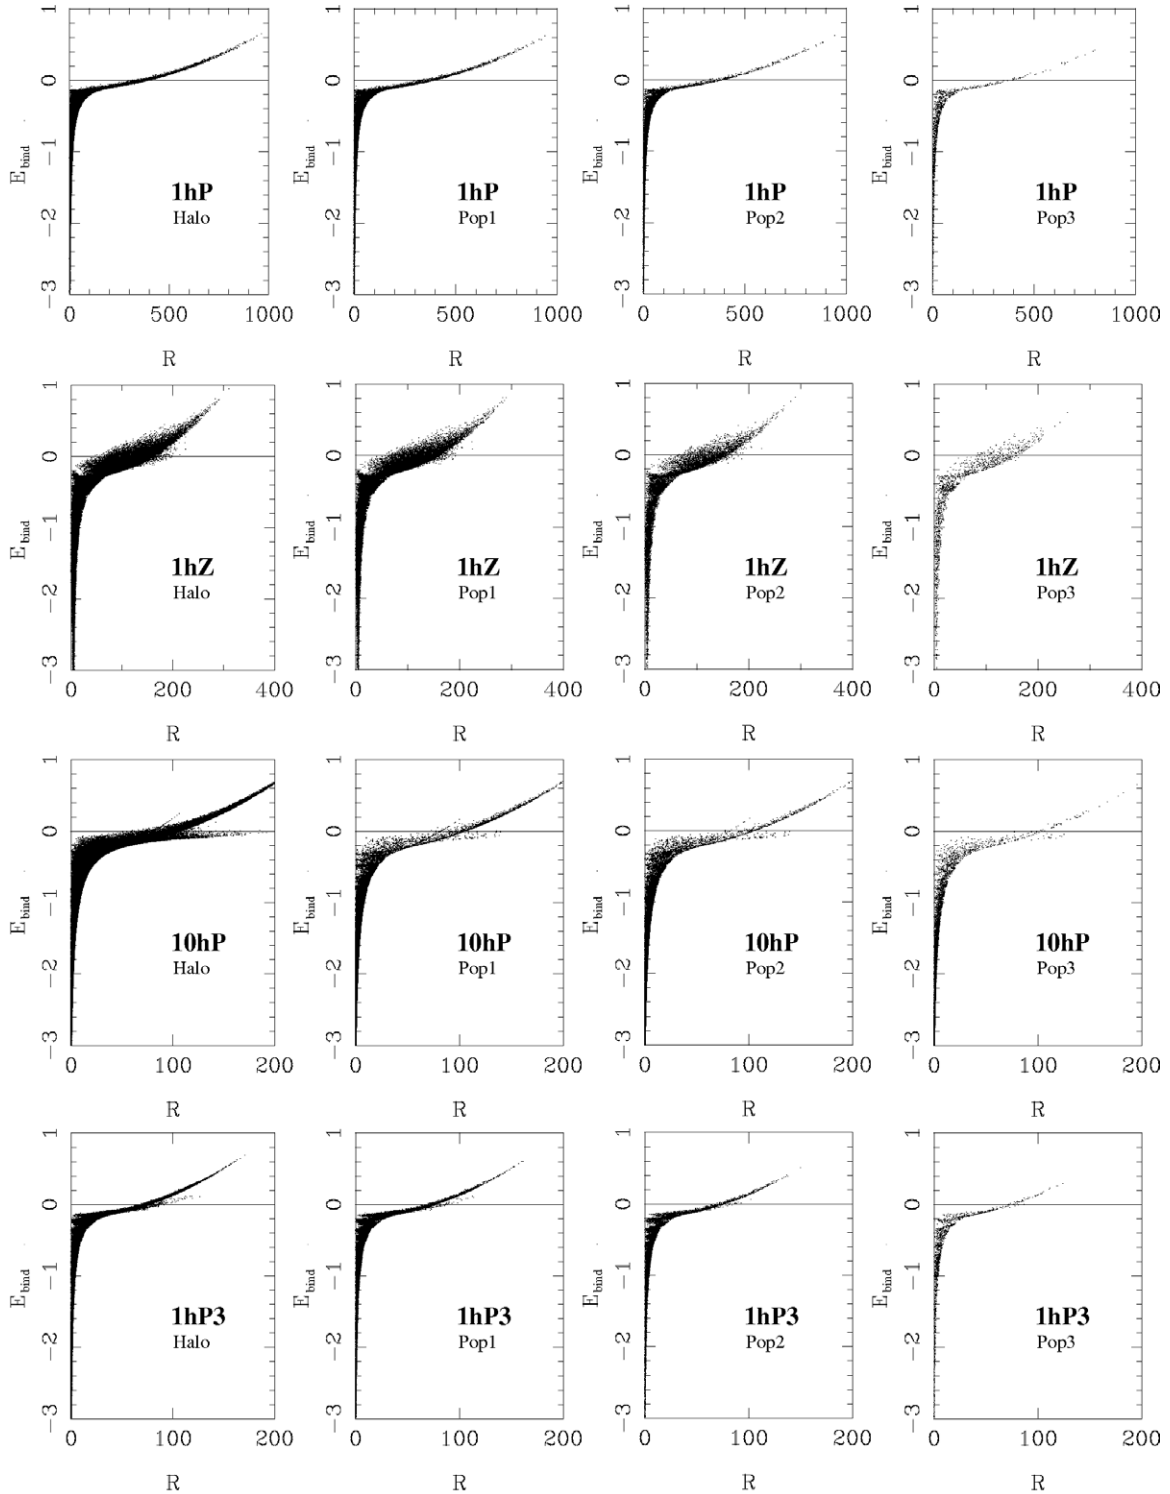 1 1 1 1
0 0 0 0
−1 −1 −1 −1
E_bind E_bind E_bind E_bind
1hP 1hP 1hP 1hP
Halo Pop1 Pop2 Pop3
−2 −2 −2 −2
−3 −3 −3 −3
0 500 1000 0 500 1000 0 500 1000 0 500 1000
R R R R
1 1 1 1
0 0 0 0
−1 −1 −1 −1
E_bind E_bind E_bind E_bind
1hZ 1hZ 1hZ 1hZ
Halo Pop1 Pop2 Pop3
−2 −2 −2 −2
−3 −3 −3 −3
0 200 400 0 200 400 0 200 400 0 200 400
R R R R
1 1 1 1
0 0 0 0
−1 −1 −1 −1
E_bind E_bind E_bind E_bind
10hP 10hP 10hP 10hP
Halo Pop1 Pop2 Pop3
−2 −2 −2 −2
−3 −3 −3 −3
0 100 200 0 100 200 0 100 200 0 100 200
R R R R
1 1 1 1
0 0 0 0
−1 −1 −1 −1
E_bind E_bind E_bind E_bind
1hP3 1hP3 1hP3 1hP3
Halo Pop1 Pop2 Pop3
−2 −2 −2 −2
−3 −3 −3 −3
0 100 200 0 100 200 0 100 200 0 100 200
R R R R